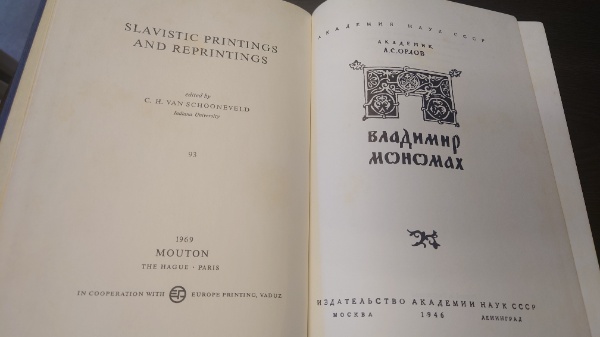 SLAVISTIC PRINTINGS
AND REPRINTINGS
edited by
C. H. VAN SCHOONEVELD
Indiana University
93
1969
MOUTON
THE HAGUE · PARIS
IN COOPERATION WITH EUROPE PRINTING, VADUZ
АКАДЕМИЯ НАУК СССР
АКАДЕМИК
А.С.ОРЛОВ
ВЛАДИМИР
МОНОМАХ
ИЗДАТЕЛЬСТВО АКАДЕМИИ НАУК СССР
МОСКВА 1946 ЛЕНИНГРАД